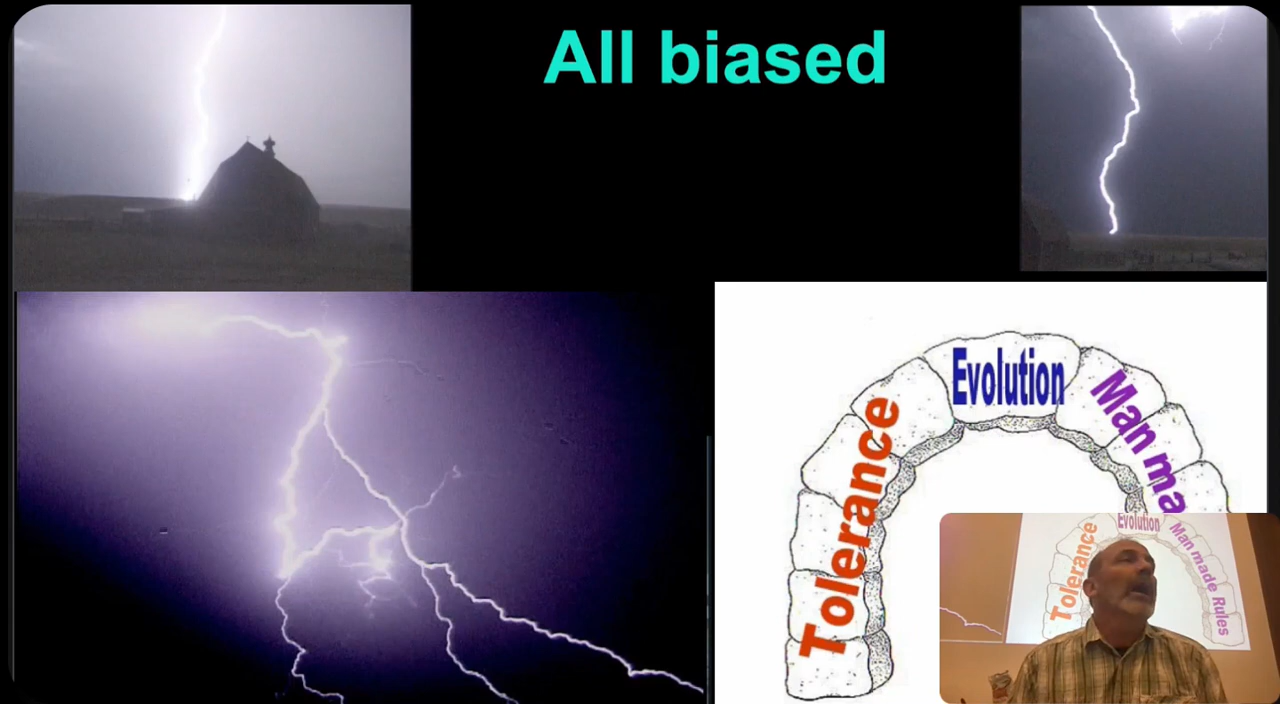 All biased
Tolerance
Evolution
Man ma
Tolerance
Evolution
Man made Rules